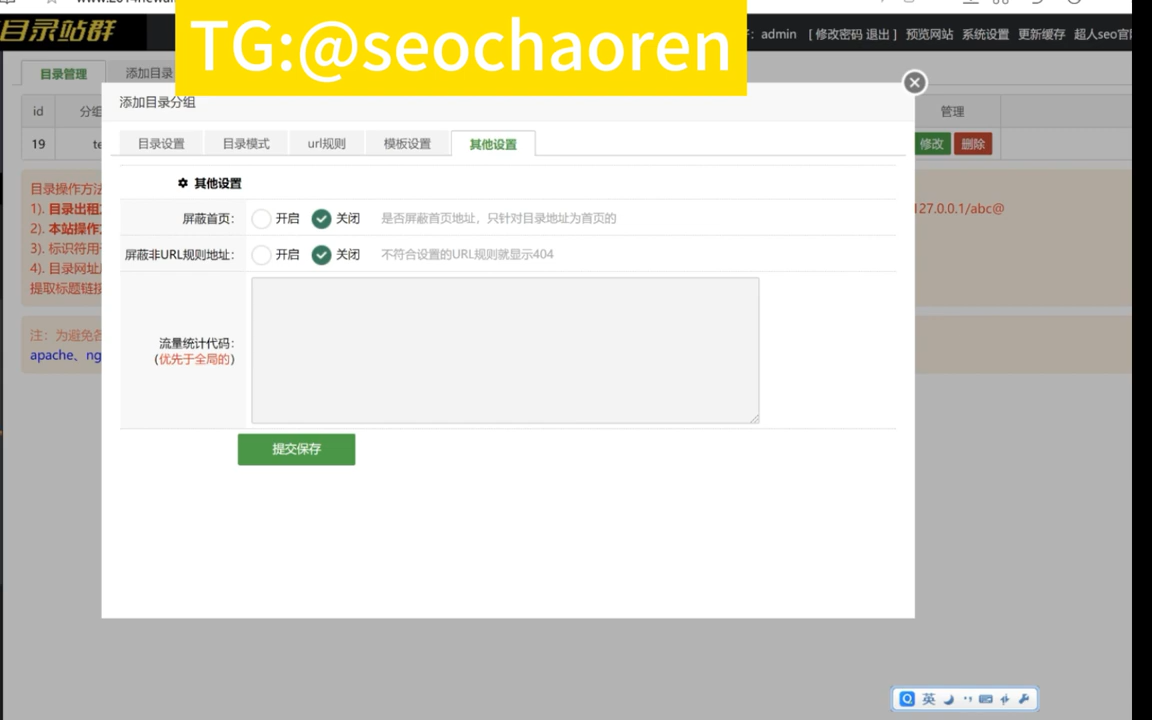 目录站群
TG:@seochaoren
admin [ 修改密码 退出 ] 预览网站 系统设置 更新缓存 超人seo官
目录管理
添加目录
id
分组
管理
19
te
修改
删除
目录操作方法
1). 目录出租
2). 本站操作
3). 标识符用
4). 目录网址
提取标题链接
127.0.0.1/abc@
注：为避免各
apache、ng
添加目录分组
目录设置
目录模式
url规则
模板设置
其他设置
其他设置
屏蔽首页：
开启
关闭
是否屏蔽首页地址，只针对目录地址为首页的
屏蔽非URL规则地址：
开启
关闭
不符合设置的URL规则就显示404
流量统计代码：
(优先于全局的)
提交保存
英